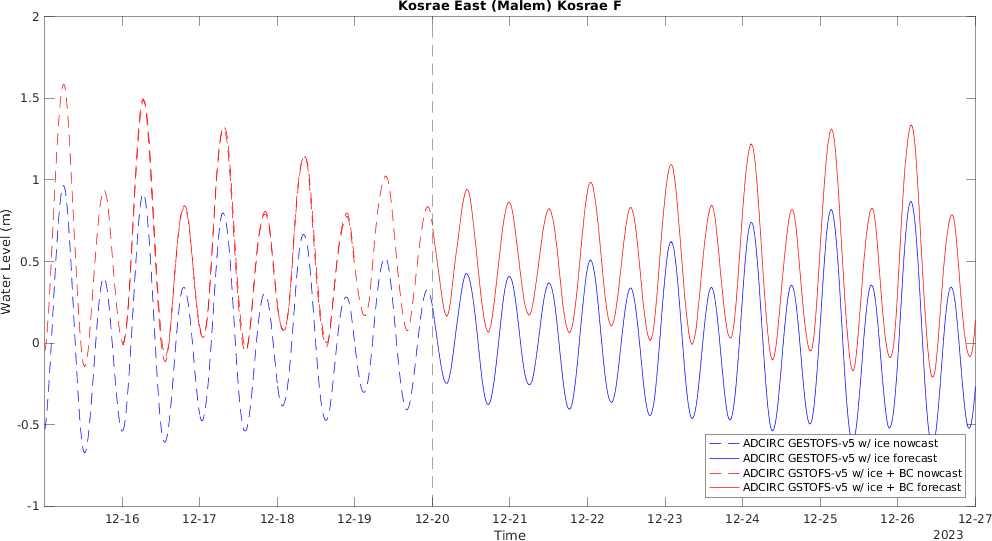 Kosrae East (Malem) Kosrae F
2
1.5
1
0.5
0
-0.5
-1
Water Level (m)
12-16 12-17 12-18 12-19 12-20 12-21 12-22 12-23 12-24 12-25 12-26 12-27
Time
2023
ADCIRC GESTOFS-v5 w/ ice nowcast
ADCIRC GESTOFS-v5 w/ ice forecast
ADCIRC GSTOFS-v5 w/ ice + BC nowcast
ADCIRC GSTOFS-v5 w/ ice + BC forecast